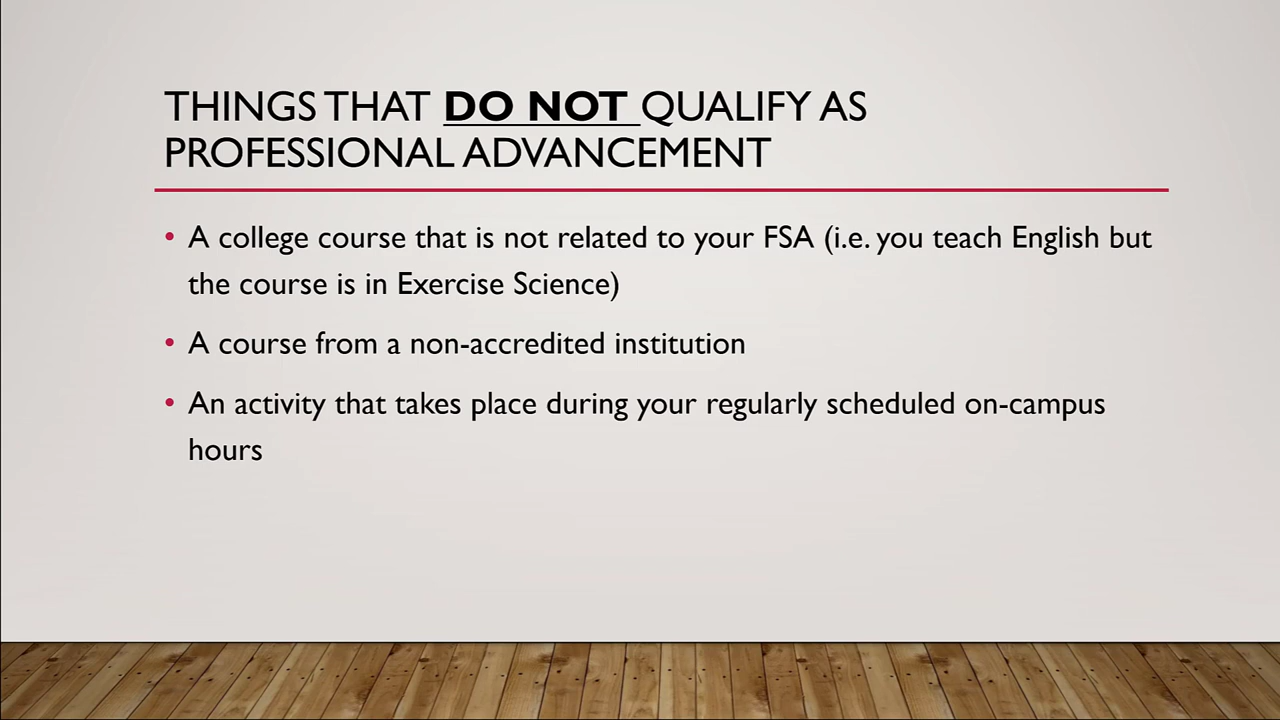 THINGS THAT DO NOT QUALIFY AS
PROFESSIONAL ADVANCEMENT
• A college course that is not related to your FSA (i.e. you teach English but
the course is in Exercise Science)
• A course from a non-accredited institution
• An activity that takes place during your regularly scheduled on-campus
hours